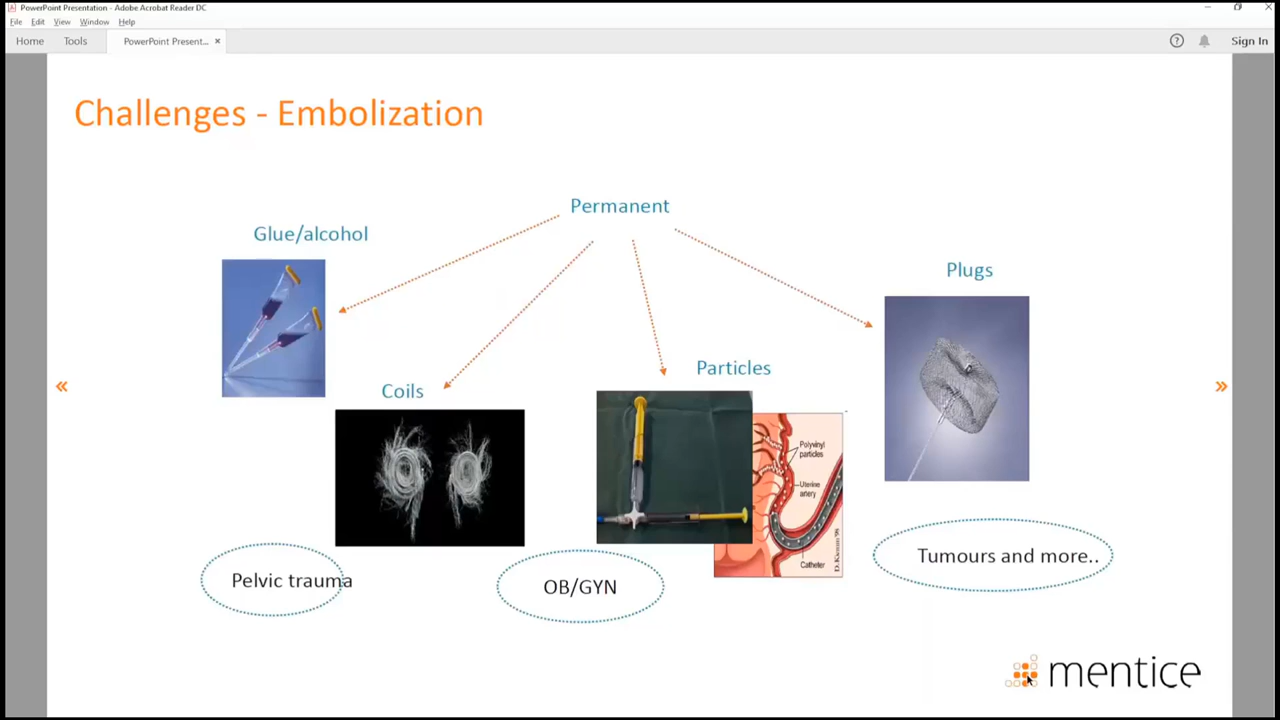 PowerPoint Presentation - Adobe Acrobat Reader DC
File Edit View Window Help
Home Tools PowerPoint Present... × ? Sign In
Challenges - Embolization
Permanent
Glue/alcohol
Plugs
Particles
Coils
Polyvinyl
particles
Uterine
artery
Catheter
Tumours and more..
Pelvic trauma
OB/GYN
mentice